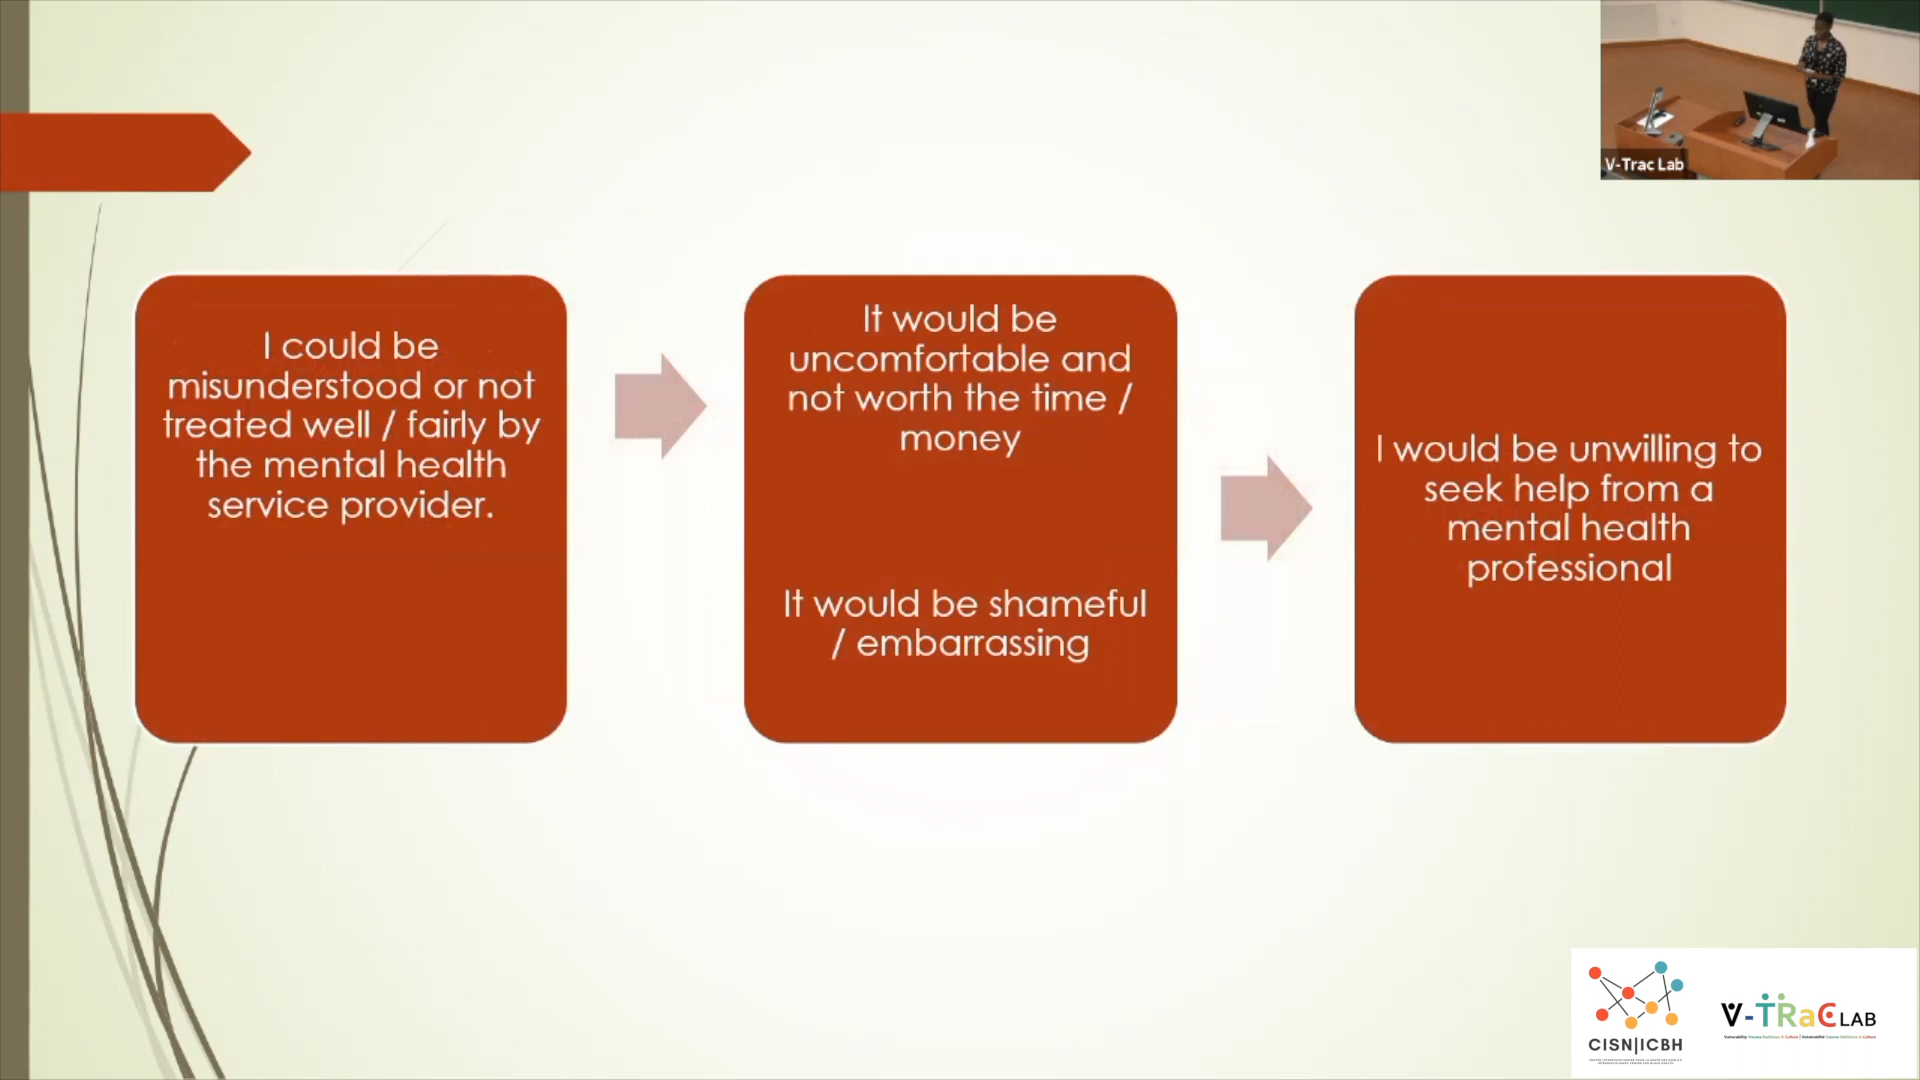 V-Trac Lab
I could be
misunderstood or not
treated well / fairly by
the mental health
service provider.
It would be
uncomfortable and
not worth the time /
money
It would be shameful
/ embarrassing
I would be unwilling to
seek help from a
mental health
professional
CISN|ICBH
V-TRaC LAB